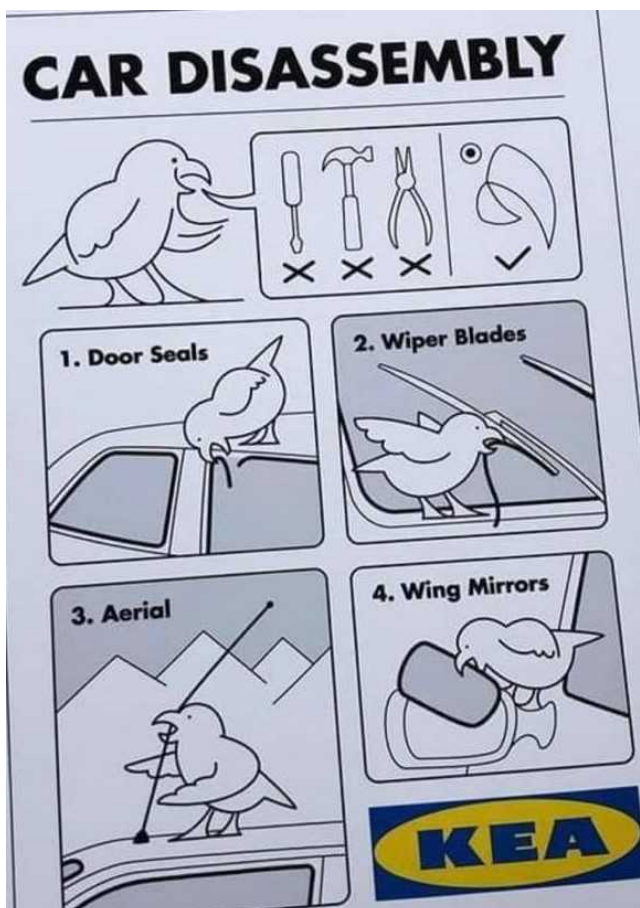 CAR DISASSEMBLY
1. Door Seals
2. Wiper Blades
3. Aerial
4. Wing Mirrors
KEA